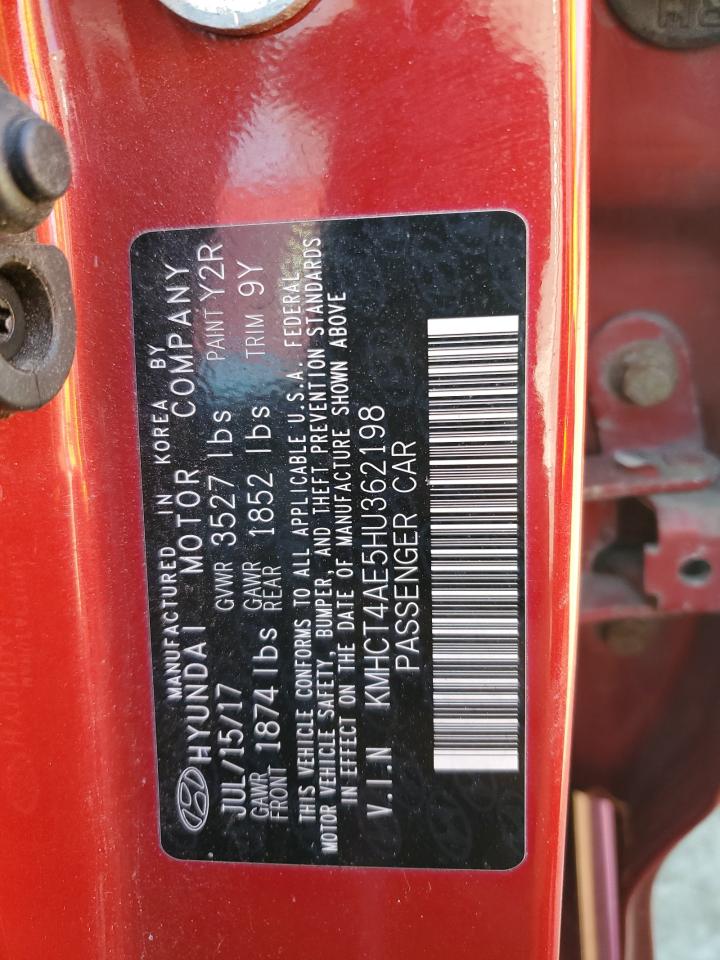 MANUFACTURED IN KOREA BY
HYUNDAI MOTOR COMPANY
JUL/15/17 GVWR 3527 lbs PAINT Y2R
GAWR FRONT 1874 lbs GAWR REAR 1852 lbs TRIM 9Y
THIS VEHICLE CONFORMS TO ALL APPLICABLE U.S.A. FEDERAL
MOTOR VEHICLE SAFETY, BUMPER, AND THEFT PREVENTION STANDARDS
IN EFFECT ON THE DATE OF MANUFACTURE SHOWN ABOVE
V.I.N KMHCT4AE5HU362198
PASSENGER CAR